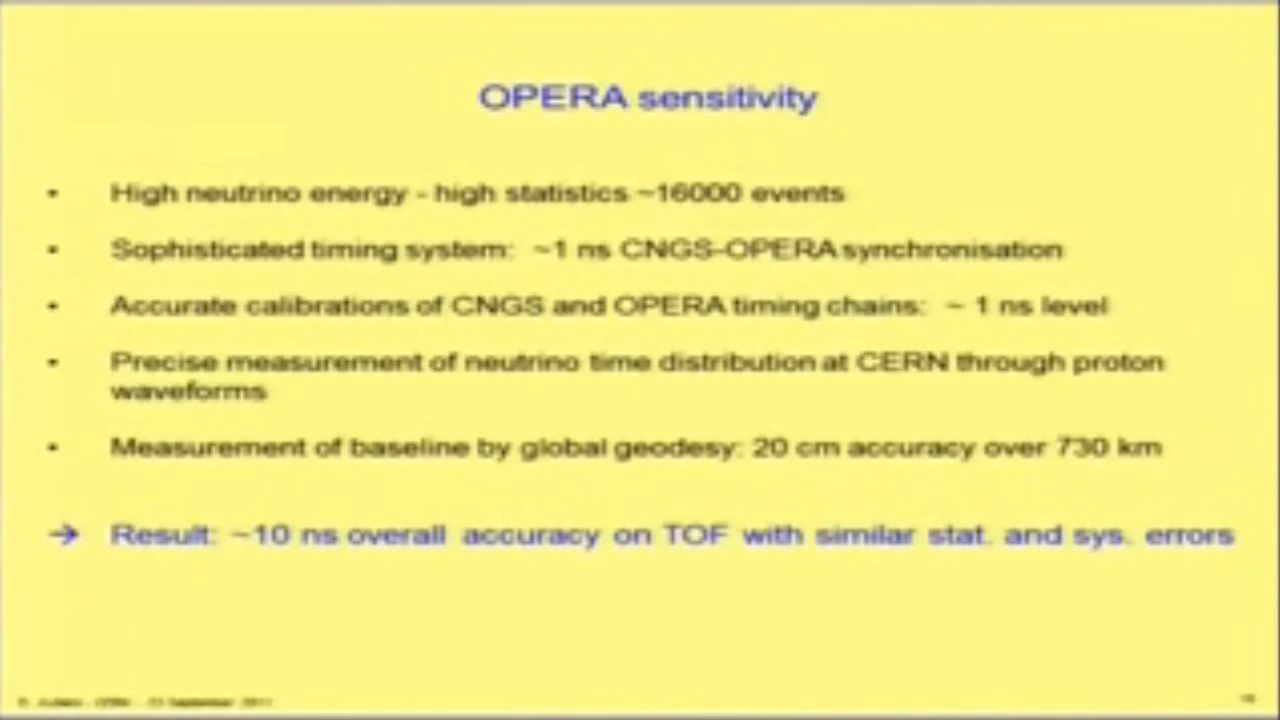 OPERA sensitivity
• High neutrino energy - high statistics ~16000 events
• Sophisticated timing system: ~1 ns CNGS-OPERA synchronisation
• Accurate calibrations of CNGS and OPERA timing chains: ~ 1 ns level
• Precise measurement of neutrino time distribution at CERN through proton
waveforms
• Measurement of baseline by global geodesy: 20 cm accuracy over 730 km
→ Result: ~10 ns overall accuracy on TOF with similar stat. and sys. errors
September 2011